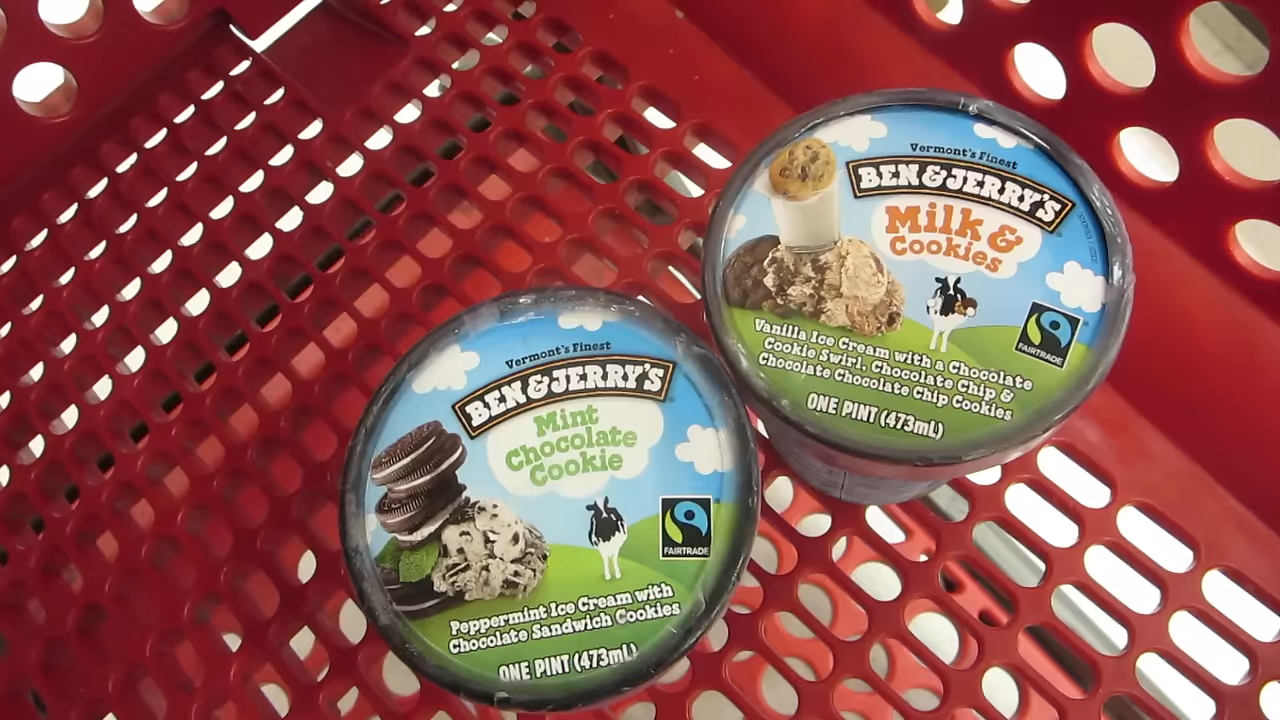 Vermont's Finest
BEN & JERRY'S
Milk &
Cookies
FAIRTRADE
Vanilla Ice Cream with a Chocolate
Cookie Swirl, Chocolate Chip &
Chocolate Chocolate Chip Cookies
ONE PINT (473mL)
Vermont's Finest
BEN & JERRY'S
Mint
Chocolate
Cookie
FAIRTRADE
Peppermint Ice Cream with
Chocolate Sandwich Cookies
ONE PINT (473mL)